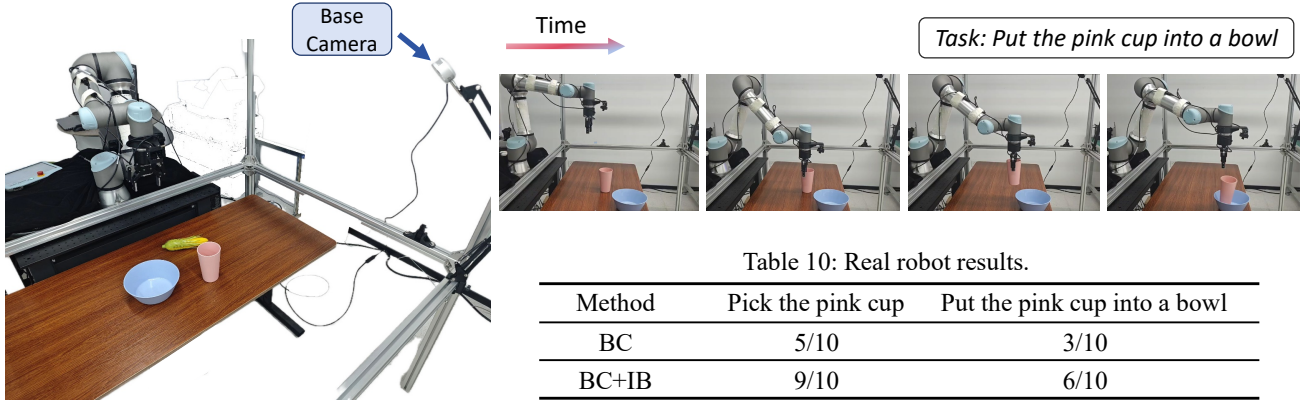 Base
Camera
Time
Task: Put the pink cup into a bowl
Table 10: Real robot results.
Method Pick the pink cup Put the pink cup into a bowl
BC 5/10 3/10
BC+IB 9/10 6/10